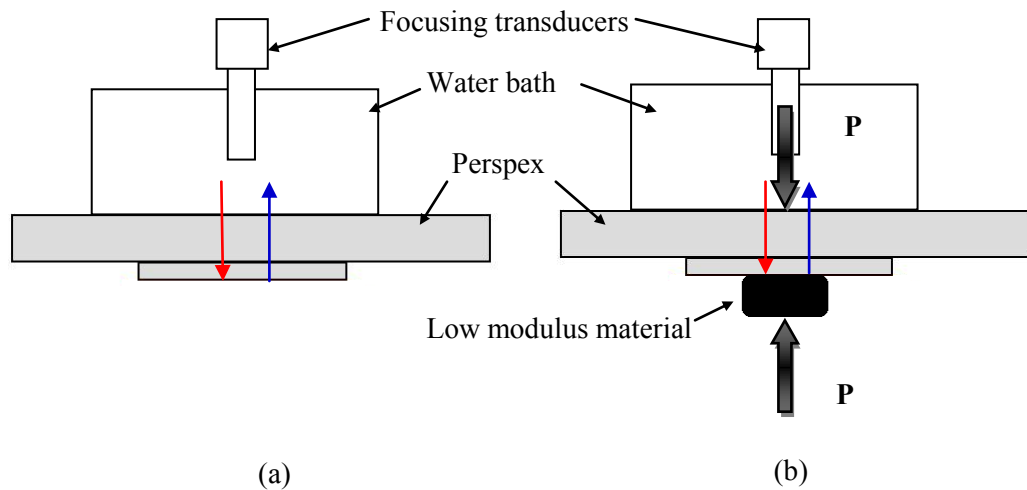 Focusing transducers
Water bath
P
Perspex
Low modulus material
P
(a)
(b)